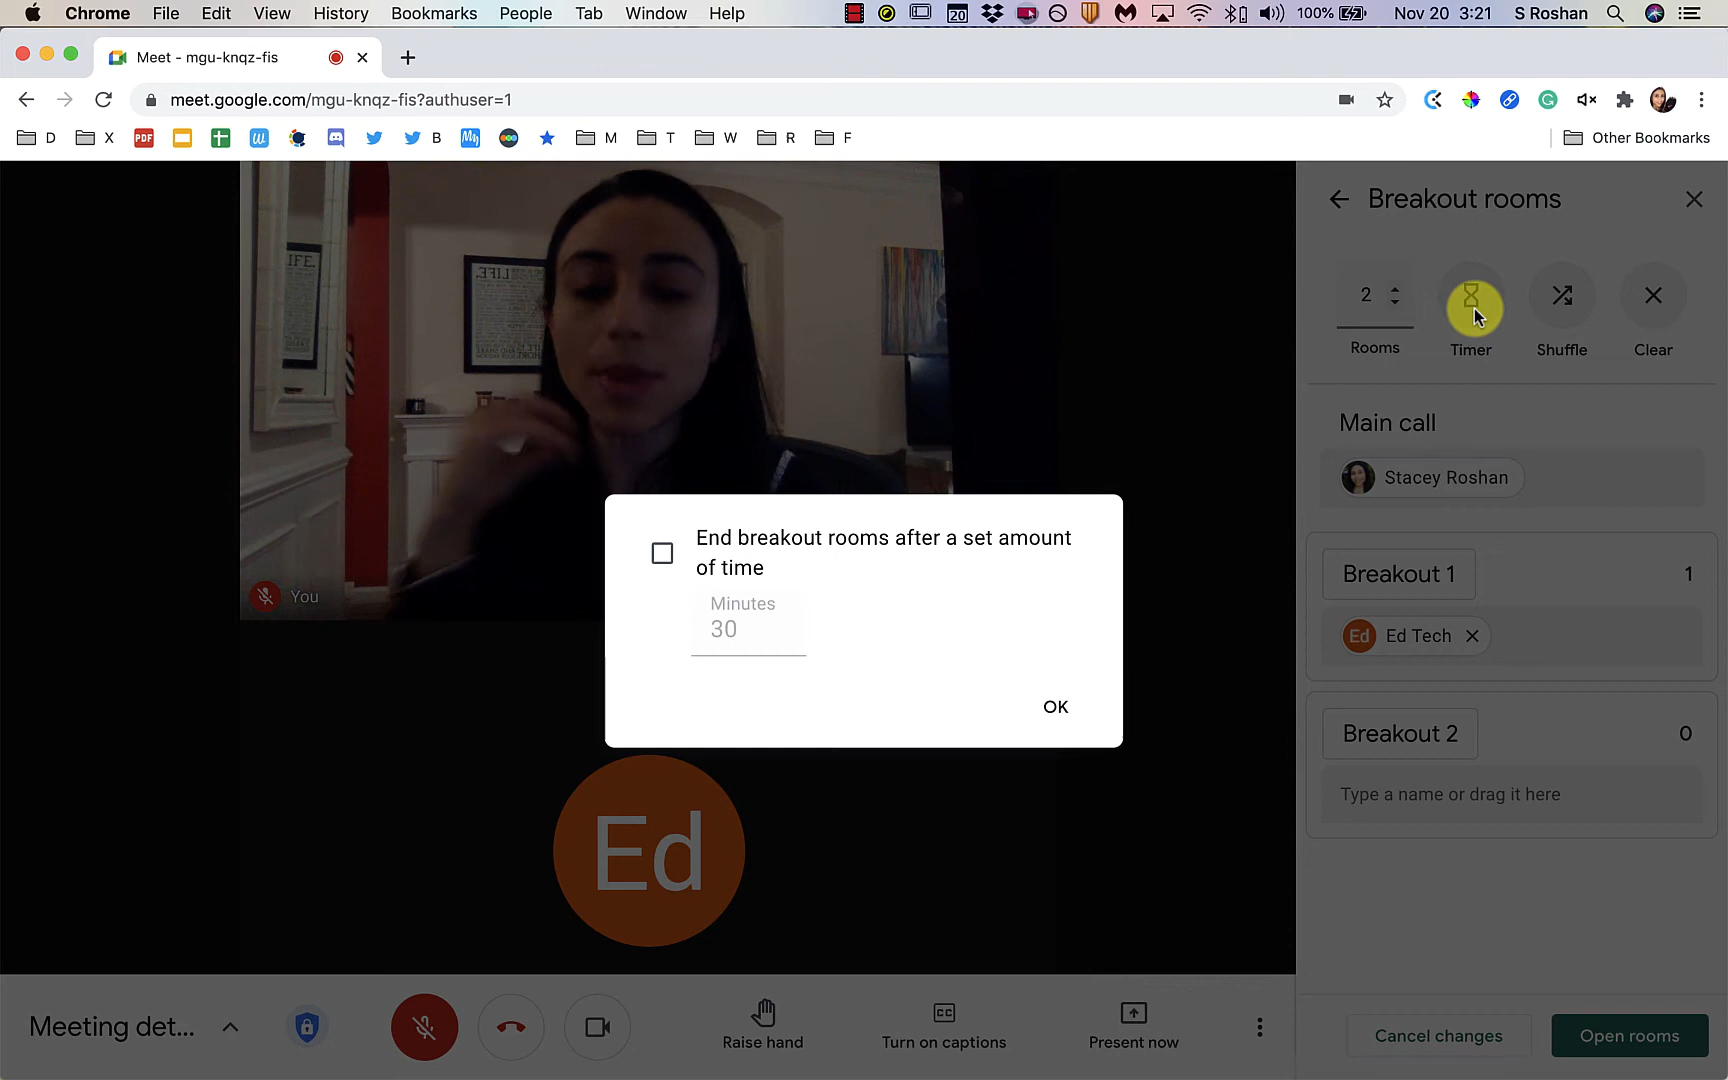 Chrome File Edit View History Bookmarks People Tab Window Help 20 100% Nov 20 3:21 S Roshan
Meet - mgu-knqz-fis
meet.google.com/mgu-knqz-fis?authuser=1
D X PDF W B My M T W R F Other Bookmarks
Breakout rooms
2
Rooms Timer Shuffle Clear
Main call
Stacey Roshan
Breakout 1 1
Ed Ed Tech
Breakout 2 0
Type a name or drag it here
You
End breakout rooms after a set amount
of time
Minutes
30
OK
Ed
Meeting det...
Raise hand
CC
Turn on captions
Present now
Cancel changes
Open rooms